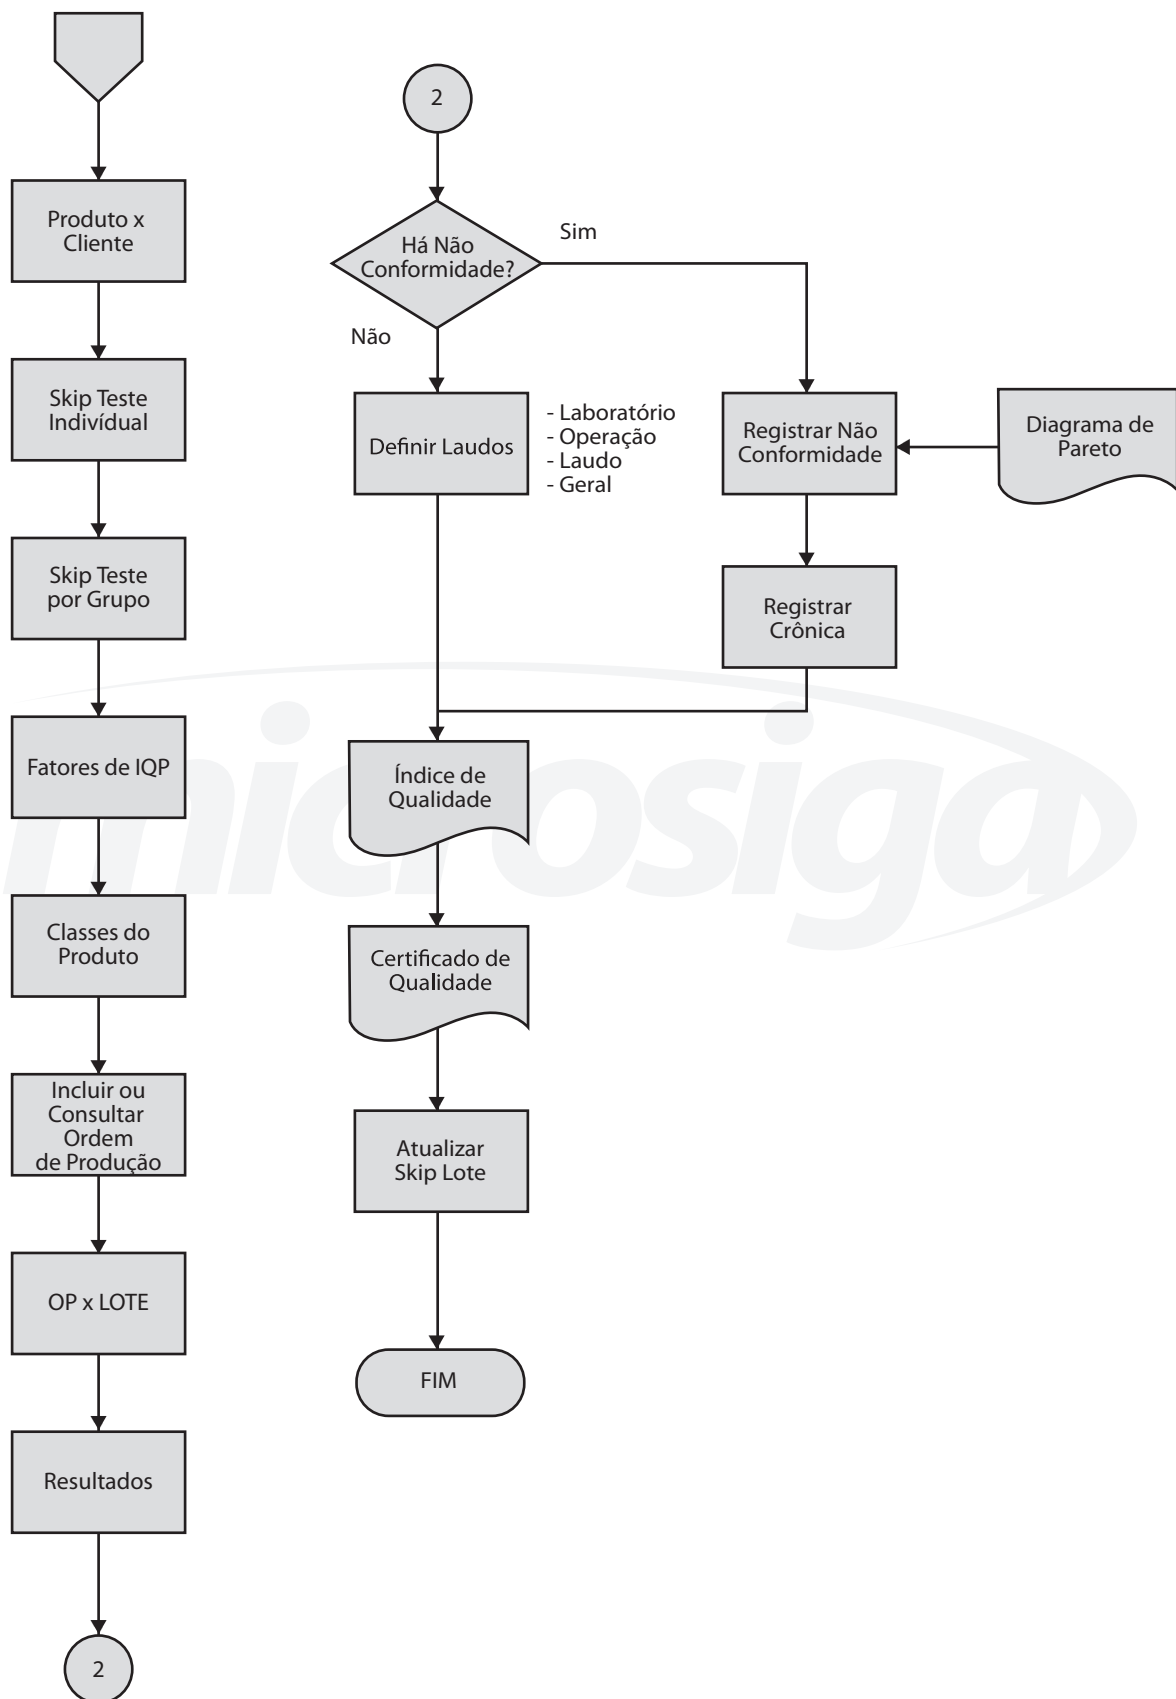 Produto x
Cliente
Skip Teste
Indivídual
Skip Teste
por Grupo
Fatores de IQP
Classes do
Produto
Incluir ou
Consultar
Ordem
de Produção
OP x LOTE
Resultados
2
2
Há Não
Conformidade?
Sim
Não
Definir Laudos
- Laboratório
- Operação
- Laudo
- Geral
Registrar Não
Conformidade
Diagrama de
Pareto
Registrar
Crônica
Índice de
Qualidade
Certificado de
Qualidade
Atualizar
Skip Lote
FIM
microsiga